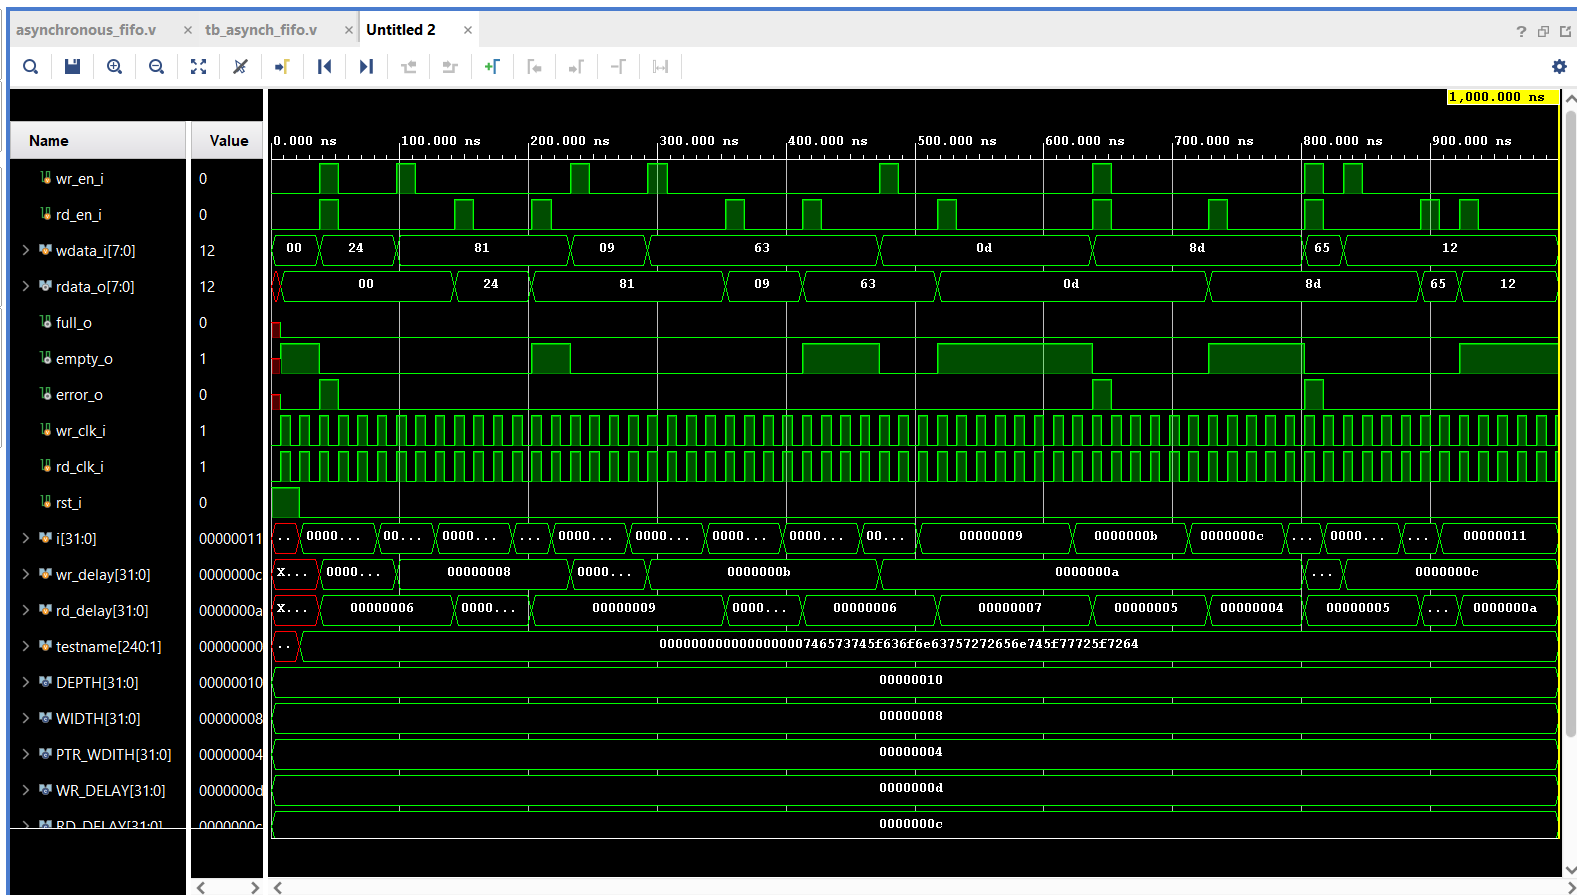 asynchronous_fifo.v × tb_asynch_fifo.v × Untitled 2 × ?
1,000.000 ns
Name Value 0.000 ns 100.000 ns 200.000 ns 300.000 ns 400.000 ns 500.000 ns 600.000 ns 700.000 ns 800.000 ns 900.000 ns
wr_en_i 0
rd_en_i 0
wdata_i[7:0] 12 00 24 81 09 63 0d 8d 65 12
rdata_o[7:0] 12 00 24 81 09 63 0d 8d 65 12
full_o 0
empty_o 1
error_o 0
wr_clk_i 1
rd_clk_i 1
rst_i 0
i[31:0] 00000011 .. 0000... 00... 0000... ... 0000... 0000... 0000... 0000... 00... 00000009 0000000b 0000000c ... 0000... ... 00000011
wr_delay[31:0] 0000000c X... 0000... 00000008 0000... 0000000b 0000000a ... 0000000c
rd_delay[31:0] 0000000a X... 00000006 0000... 00000009 0000... 00000006 00000007 00000005 00000004 00000005 ... 0000000a
testname[240:1] 00000000 .. 00000000000000000000746573745f636f6e63757272656e745f77725f7264
DEPTH[31:0] 00000010 00000010
WIDTH[31:0] 00000008 00000008
PTR_WDITH[31:0] 00000004 00000004
WR_DELAY[31:0] 0000000d 0000000d
RD_DELAY[31:0] 0000000c 0000000c